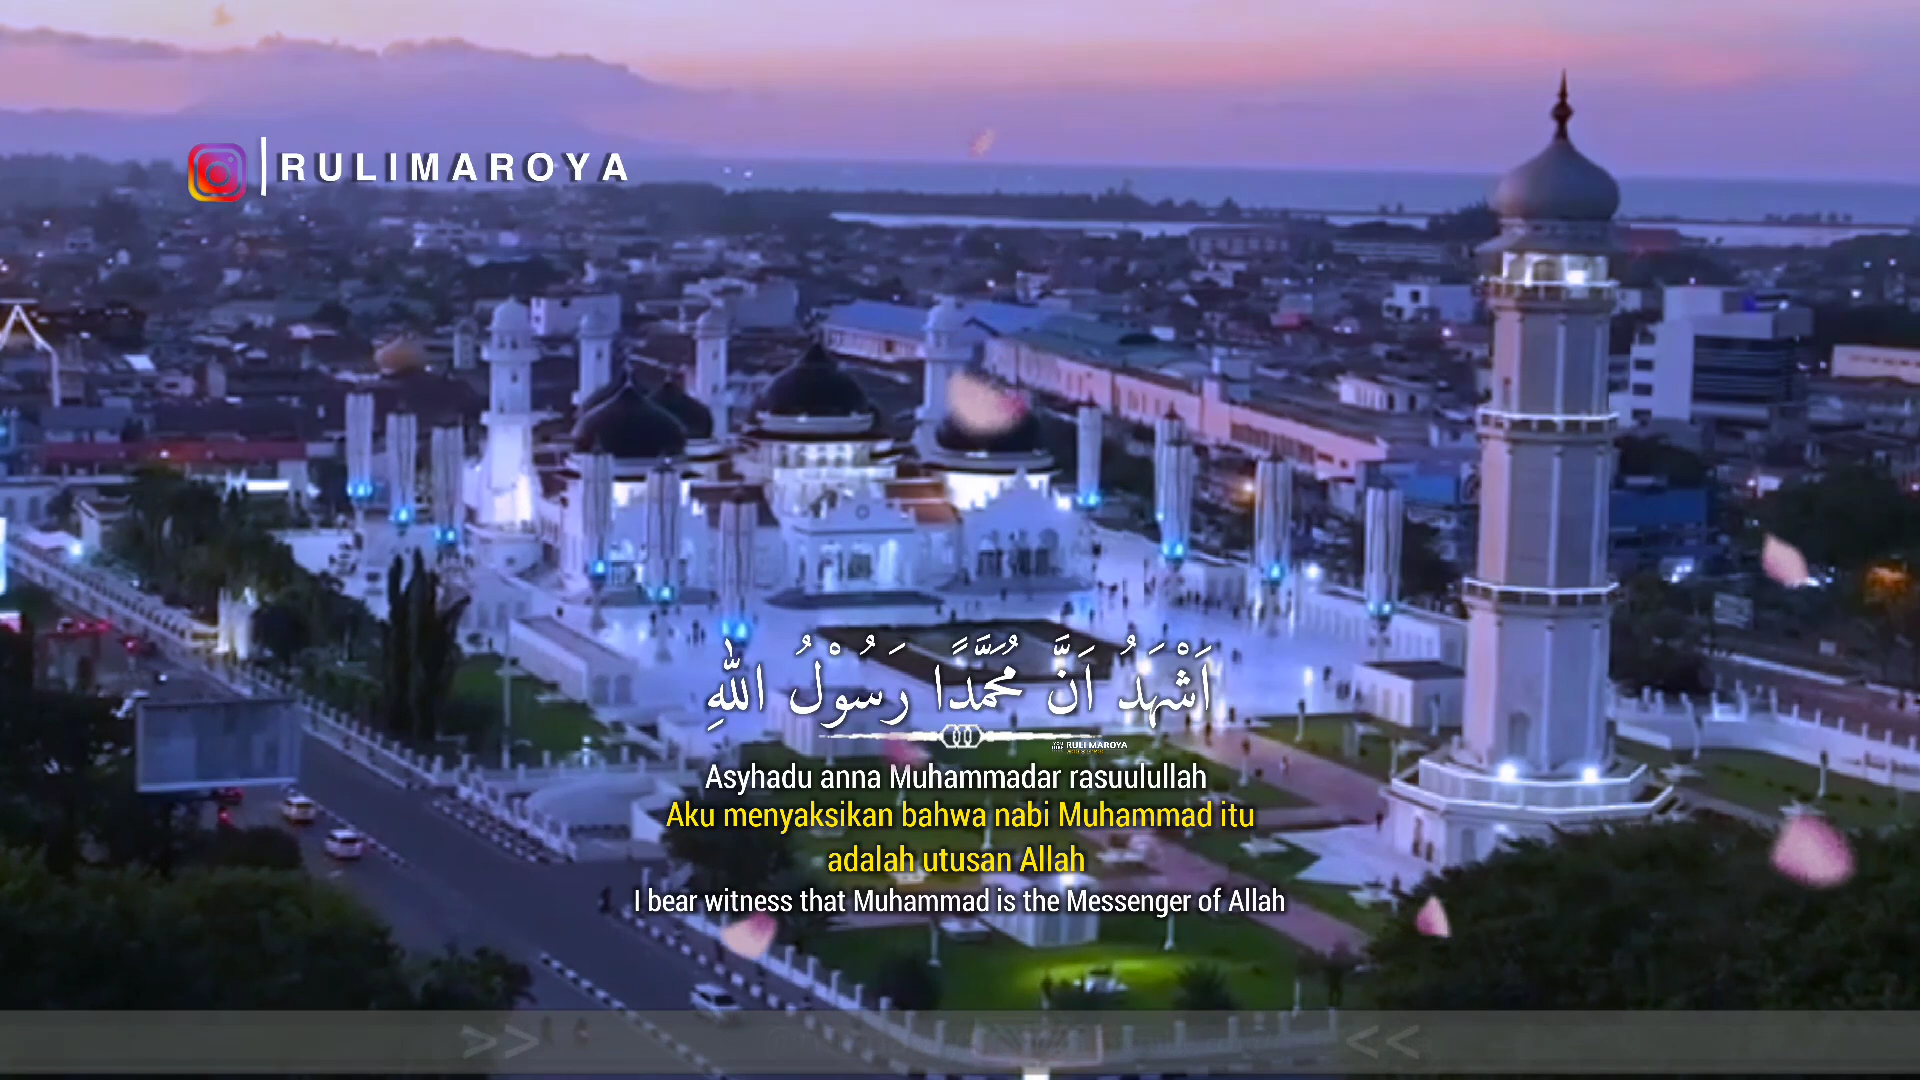 RULIMAROYA
اَشْهَدُ اَنَّ مُحَمَّدًا رَسُوْلُ اللهِ
RULI MAROYA
Asyhadu anna Muhammadar rasuulullah
Aku menyaksikan bahwa nabi Muhammad itu
adalah utusan Allah
I bear witness that Muhammad is the Messenger of Allah
>> <<